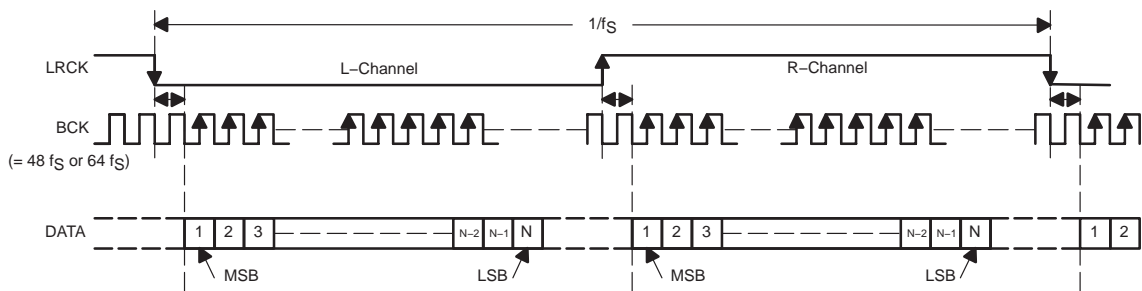 1/fS
LRCK
L–Channel
R–Channel
BCK
(= 48 fS or 64 fS)
DATA
1 2 3 N–2 N–1 N 1 2 3 N–2 N–1 N 1 2
MSB LSB MSB LSB